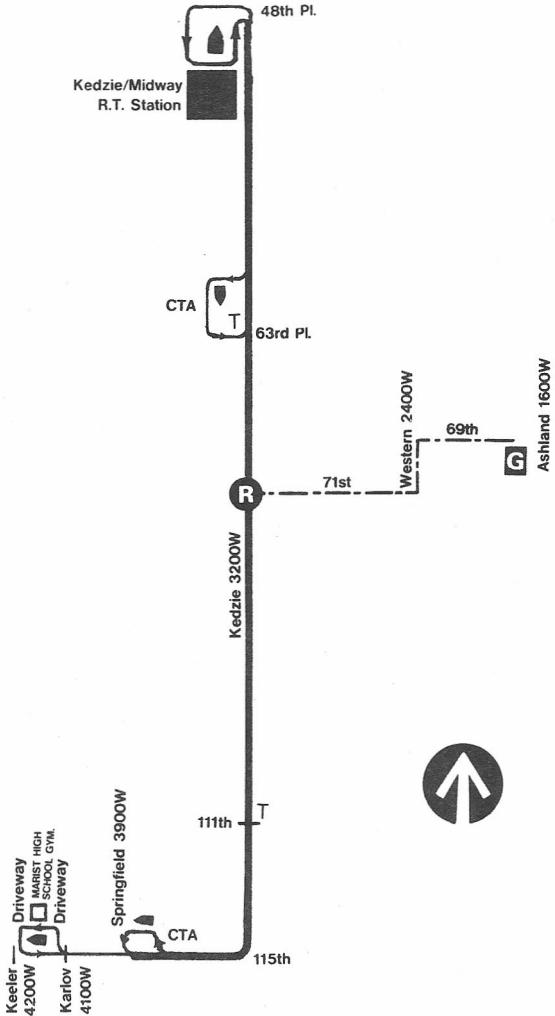 48th Pl.
Kedzie/Midway
R.T. Station
CTA
T
63rd Pl.
Western 2400W
69th
Ashland 1600W
G
71st
R
Kedzie 3200W
111th
T
Springfield 3900W
Driveway
MARIST HIGH
SCHOOL GYM.
Driveway
CTA
115th
Keeler
4200W
Karlov
4100W